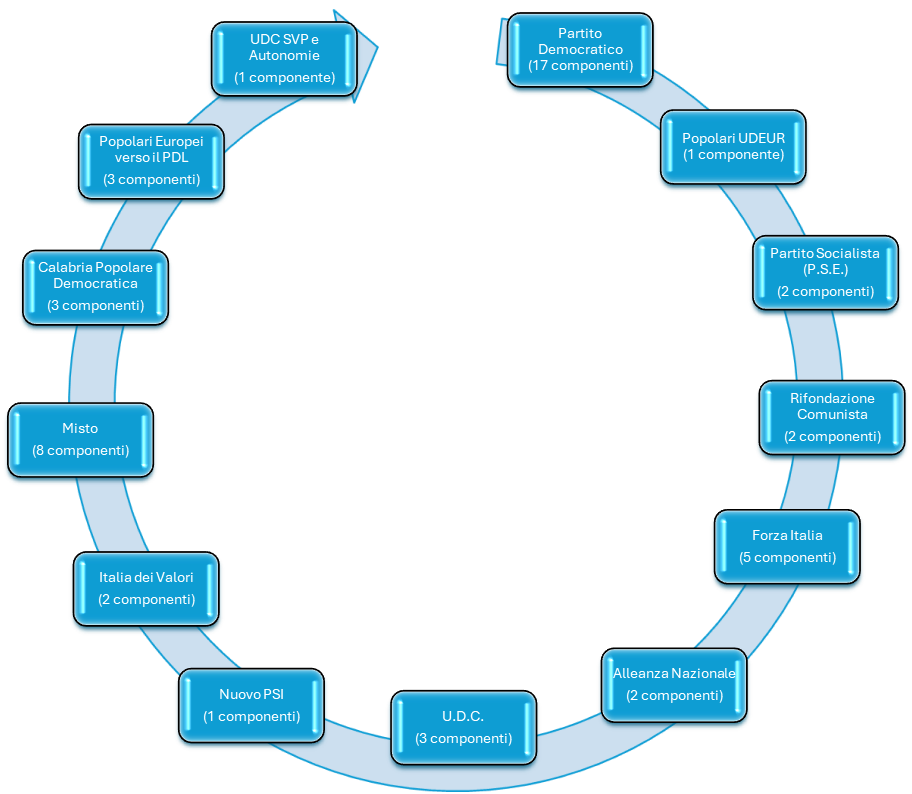 Partito
Democratico
(17 componenti)
Popolari UDEUR
(1 componente)
Partito Socialista
(P.S.E.)
(2 componenti)
Rifondazione
Comunista
(2 componenti)
Forza Italia
(5 componenti)
Alleanza Nazionale
(2 componenti)
U.D.C.
(3 componenti)
Nuovo PSI
(1 componenti)
Italia dei Valori
(2 componenti)
Misto
(8 componenti)
Calabria Popolare
Democratica
(3 componenti)
Popolari Europei
verso il PDL
(3 componenti)
UDC SVP e
Autonomie
(1 componente)